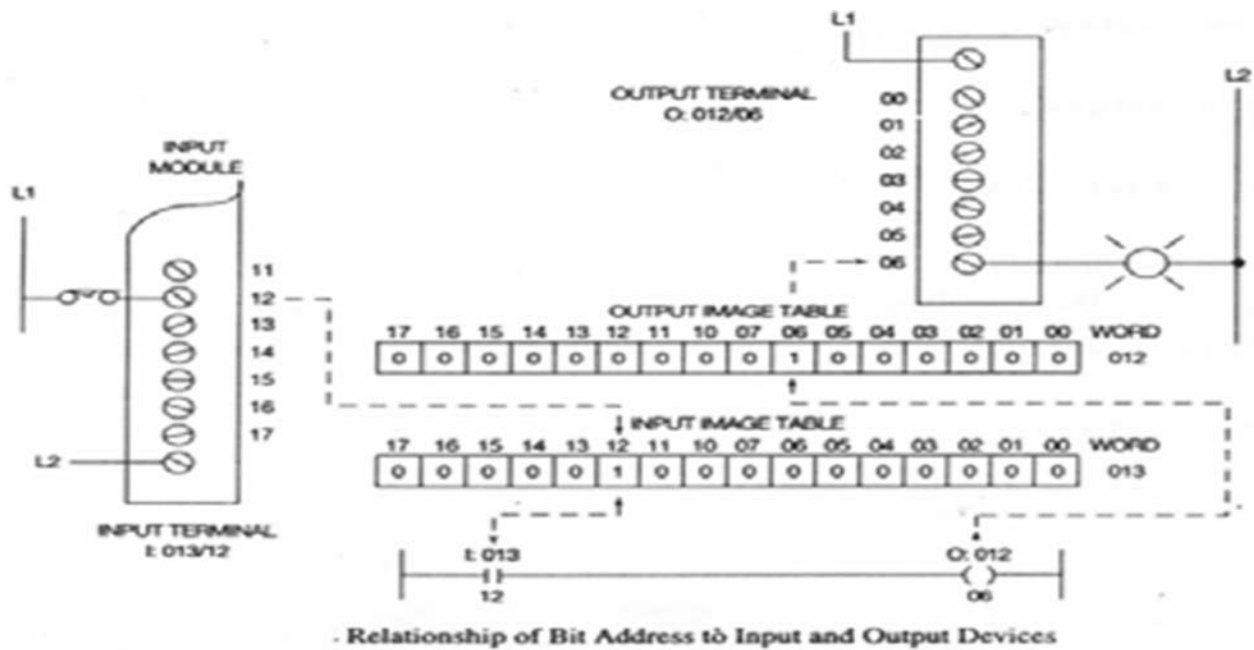 L1
OUTPUT TERMINAL
O: 012/06
00
01
02
03
04
05
06
L2
INPUT
MODULE
L1
11
12
13
14
15
16
17
L2
INPUT TERMINAL
I: 013/12
OUTPUT IMAGE TABLE
17 16 15 14 13 12 11 10 07 06 05 04 03 02 01 00 WORD
0 0 0 0 0 0 0 0 0 1 0 0 0 0 0 0 012
INPUT IMAGE TABLE
17 16 15 14 13 12 11 10 07 06 05 04 03 02 01 00 WORD
0 0 0 0 0 1 0 0 0 0 0 0 0 0 0 0 013
I: 013 O: 012
12 06
Relationship of Bit Address to Input and Output Devices